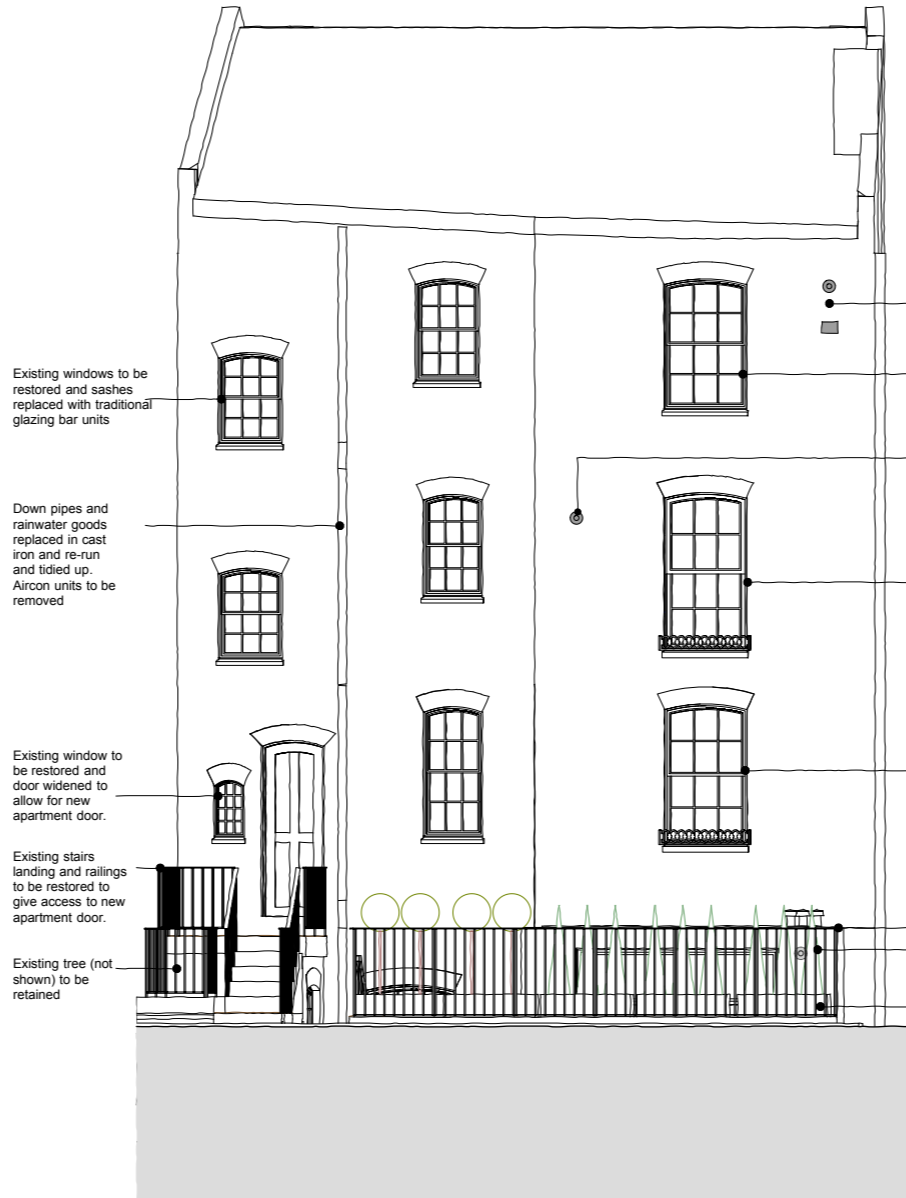 Existing windows to be
restored and sashes
replaced with traditional
glazing bar units
Down pipes and
rainwater goods
replaced in cast
iron and re-run
and tidied up.
Aircon units to be
removed
Existing window to
be restored and
door widened to
allow for new
apartment door.
Existing stairs
landing and railings
to be restored to
give access to new
apartment door.
Existing tree (not
shown) to be
retained